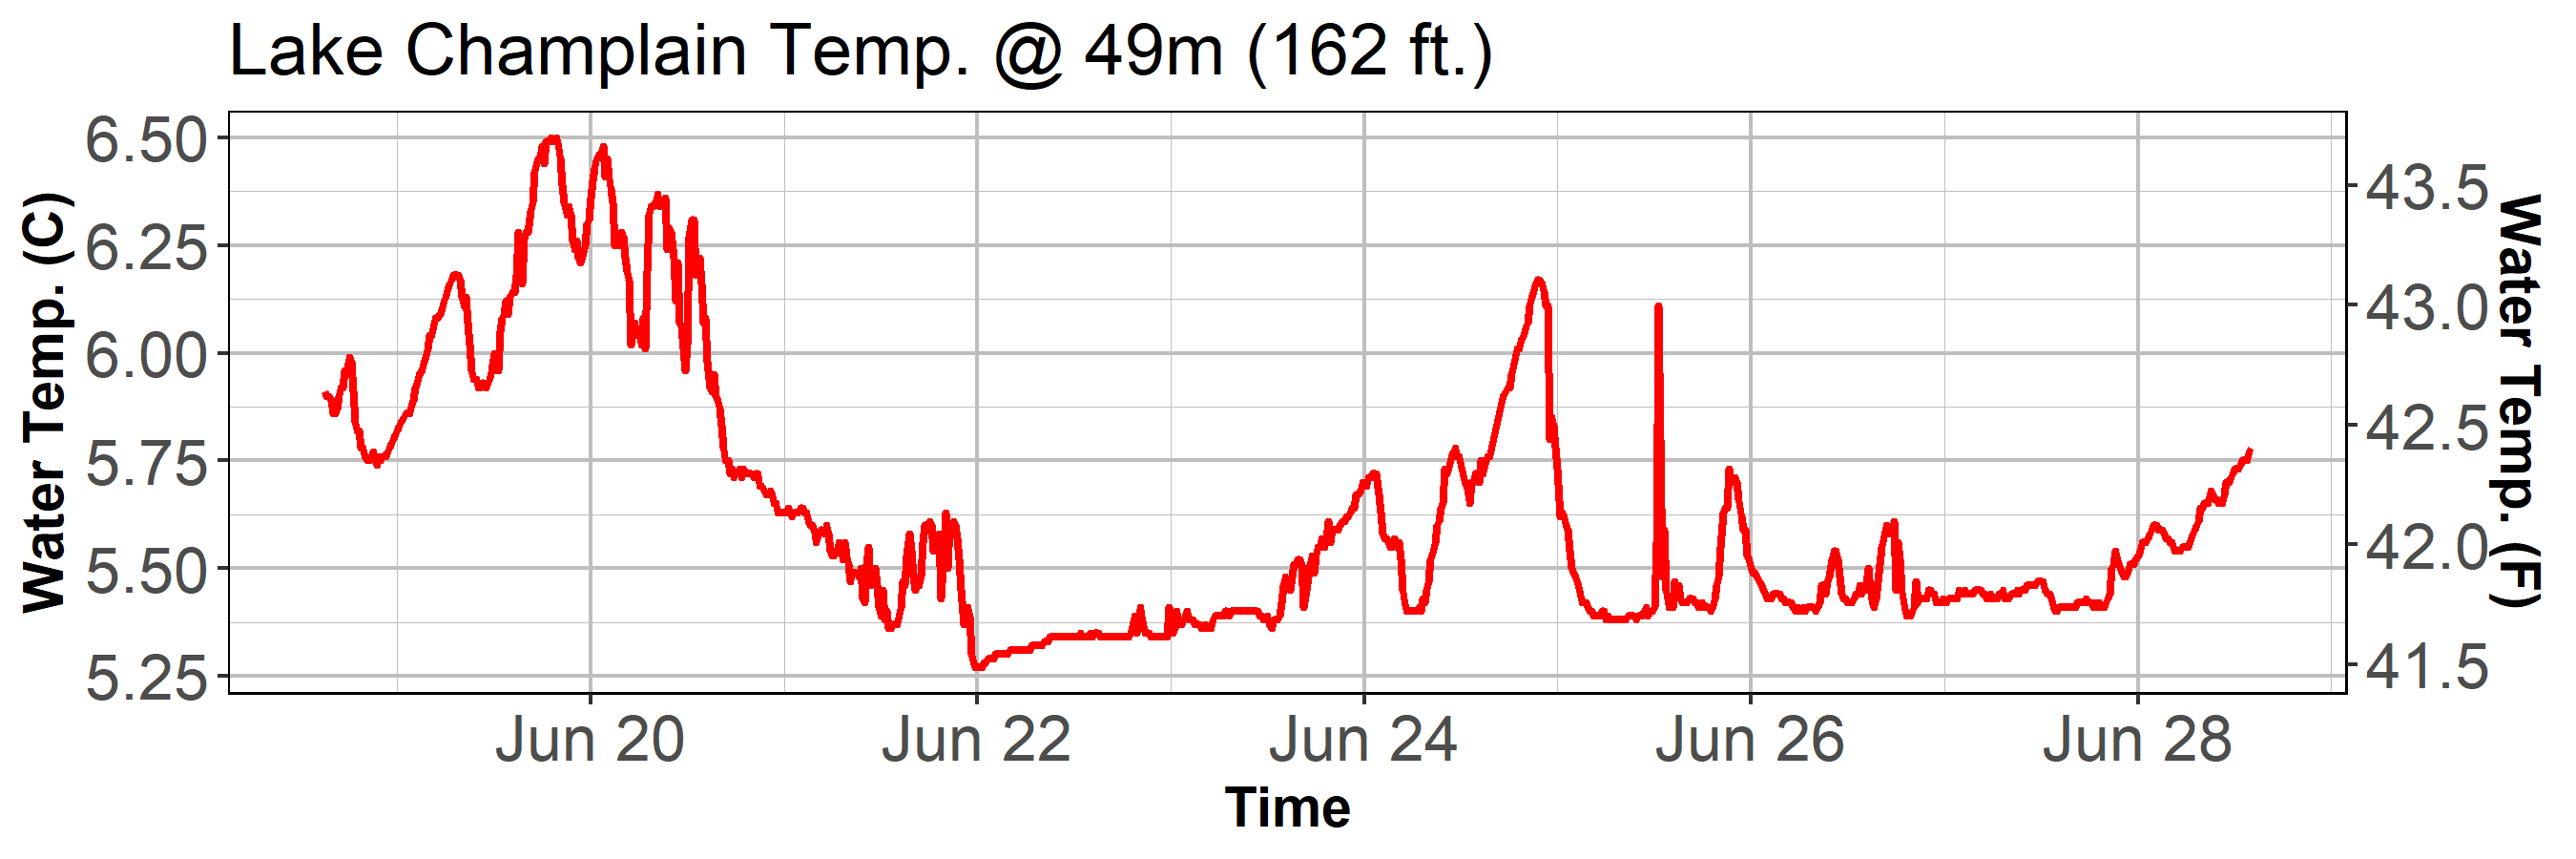 Lake Champlain Temp. @ 49m (162 ft.)
Water Temp. (C)
6.50
6.25
6.00
5.75
5.50
5.25
43.5
43.0
42.5
42.0
41.5
Water Temp. (F)
Jun 20 Jun 22 Jun 24 Jun 26 Jun 28
Time